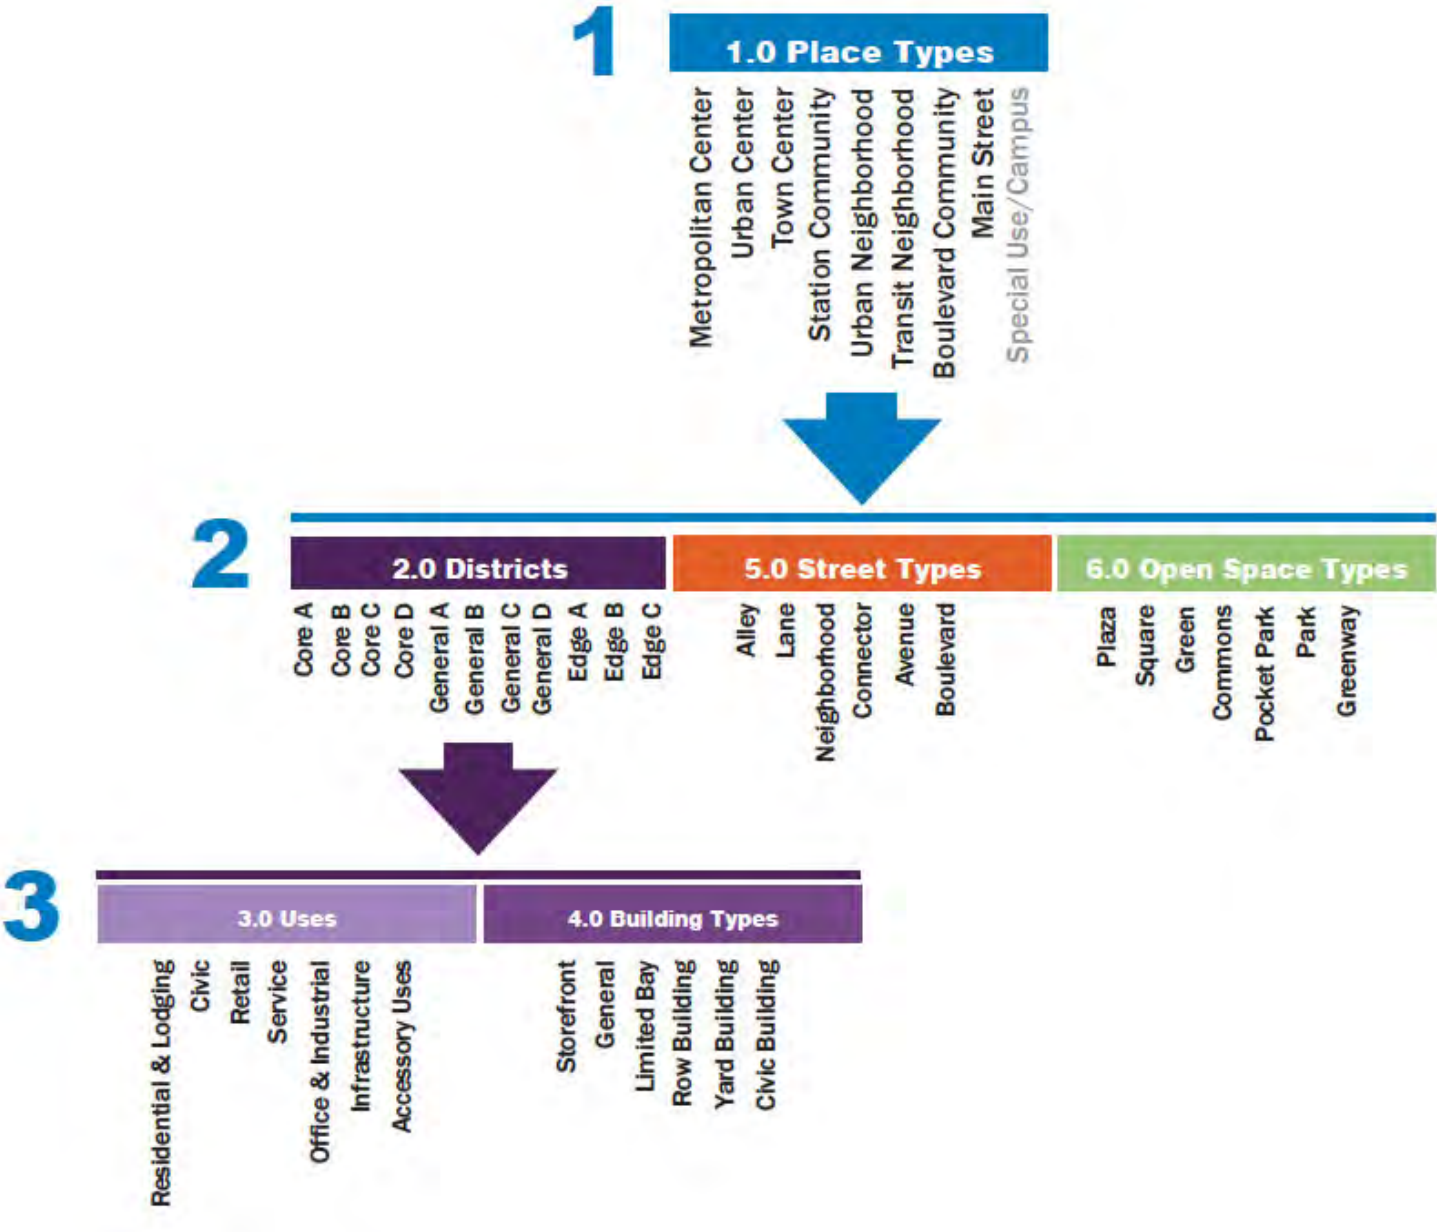 1
1.0 Place Types
Metropolitan Center
Urban Center
Town Center
Station Community
Urban Neighborhood
Transit Neighborhood
Boulevard Community
Main Street
Special Use/Campus
2
2.0 Districts
Core A
Core B
Core C
Core D
General A
General B
General C
General D
Edge A
Edge B
Edge C
5.0 Street Types
Alley
Lane
Neighborhood
Connector
Avenue
Boulevard
6.0 Open Space Types
Plaza
Square
Green
Commons
Pocket Park
Park
Greenway
3
3.0 Uses
Residential & Lodging
Civic
Retail
Service
Office & Industrial
Infrastructure
Accessory Uses
4.0 Building Types
Storefront
General
Limited Bay
Row Building
Yard Building
Civic Building